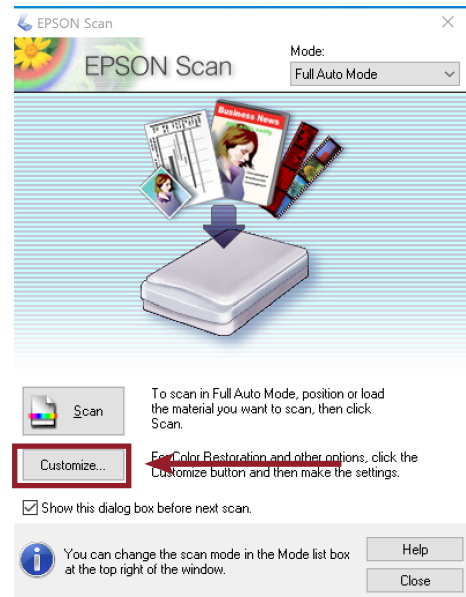 EPSON Scan
EPSON Scan
Mode:
Full Auto Mode
Business News
Scan
To scan in Full Auto Mode, position or load
the material you want to scan, then click
Scan.
Customize...
For Color Restoration and other options, click the
Customize button and then make the settings.
Show this dialog box before next scan.
You can change the scan mode in the Mode list box
at the top right of the window.
Help
Close